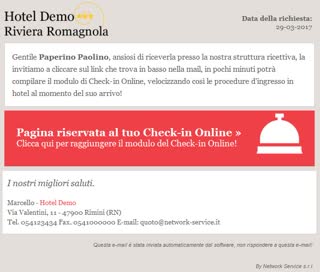 Hotel Demo
Riviera Romagnola
Data della richiesta:
29-03-2017
Gentile Paperino Paolino, ansiosi di riceverla presso la nostra struttura ricettiva, la
invitiamo a cliccare sul link che trova in basso nella mail, in pochi minuti potrà
compilare il modulo di Check-in Online, velocizzando così le procedure d'ingresso in
hotel al momento del suo arrivo!
Pagina riservata al tuo Check-in Online »
Clicca qui per raggiungere il modulo del Check-in Online!
I nostri migliori saluti.
Marcello - Hotel Demo
Via Valentini, 11 - 47900 Rimini (RN)
Tel. 054123434 Fax. 0541000000 E-mail: quoto@network-service.it
Questa e-mail è stata inviata automaticamente dal software, non rispondere a questa e-mail!
By Network Service s.r.l.